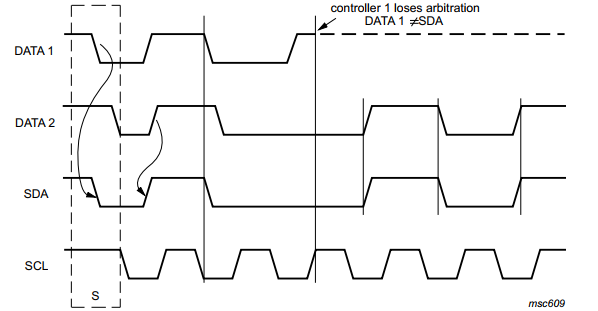 controller 1 loses arbitration
DATA 1 ≠SDA
DATA 1
DATA 2
SDA
SCL
S
msc609